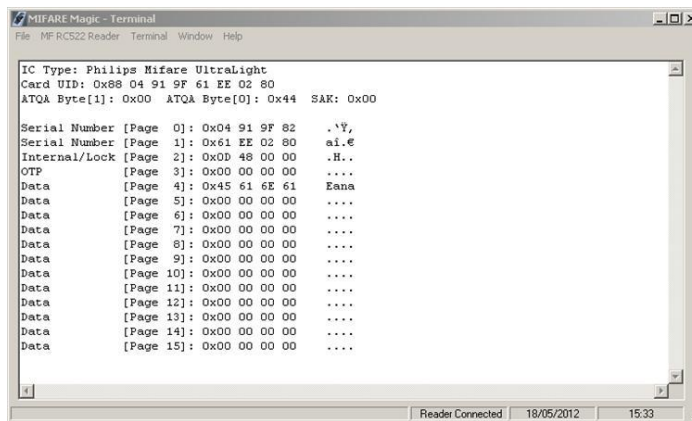 MIFARE Magic - Terminal
File MF RC522 Reader Terminal Window Help
IC Type: Philips Mifare UltraLight
Card UID: 0x88 04 91 9F 61 EE 02 80
ATQA Byte[1]: 0x00 ATQA Byte[0]: 0x44 SAK: 0x00
Serial Number [Page 0]: 0x04 91 9F 82 .‘Ÿ‚
Serial Number [Page 1]: 0x61 EE 02 80 aî.€
Internal/Lock [Page 2]: 0x0D 48 00 00 .H..
OTP [Page 3]: 0x00 00 00 00 ....
Data [Page 4]: 0x45 61 6E 61 Eana
Data [Page 5]: 0x00 00 00 00 ....
Data [Page 6]: 0x00 00 00 00 ....
Data [Page 7]: 0x00 00 00 00 ....
Data [Page 8]: 0x00 00 00 00 ....
Data [Page 9]: 0x00 00 00 00 ....
Data [Page 10]: 0x00 00 00 00 ....
Data [Page 11]: 0x00 00 00 00 ....
Data [Page 12]: 0x00 00 00 00 ....
Data [Page 13]: 0x00 00 00 00 ....
Data [Page 14]: 0x00 00 00 00 ....
Data [Page 15]: 0x00 00 00 00 ....
Reader Connected 18/05/2012 15:33